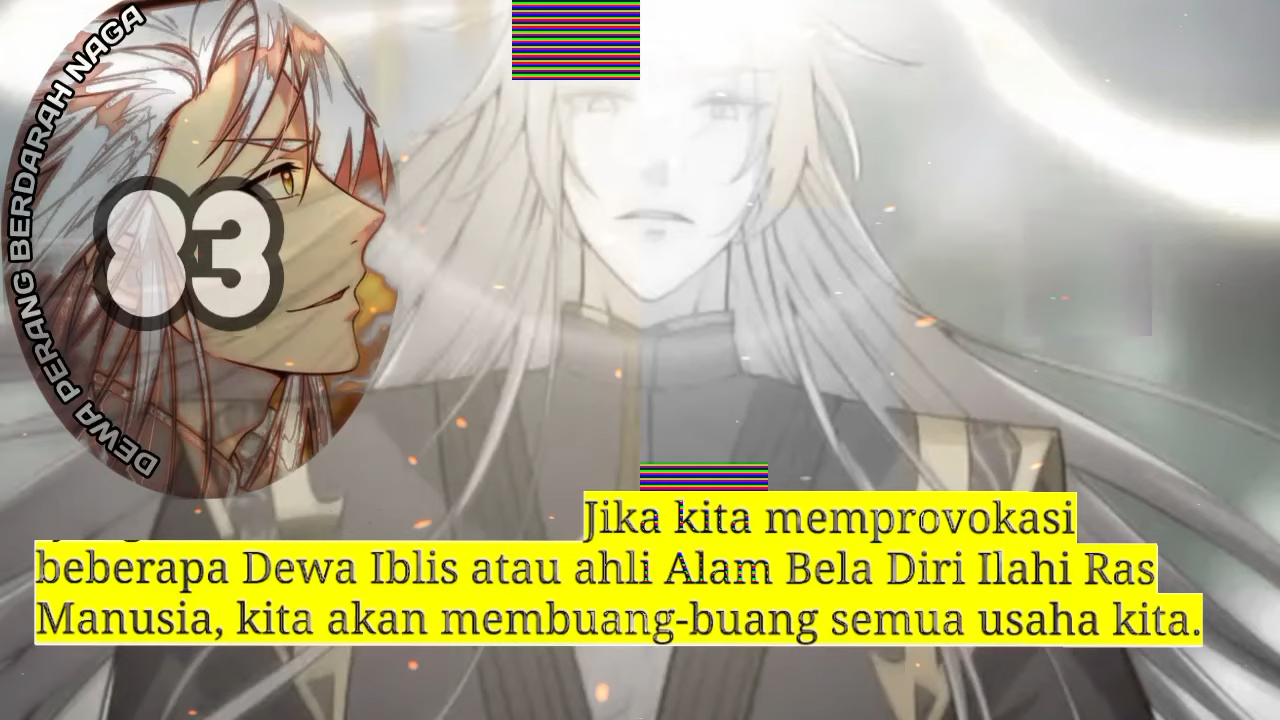 DEWA PERANG BERDARAH NAGA
83
Jika kita memprovokasi
beberapa Dewa Iblis atau ahli Alam Bela Diri Ilahi Ras
Manusia, kita akan membuang-buang semua usaha kita.